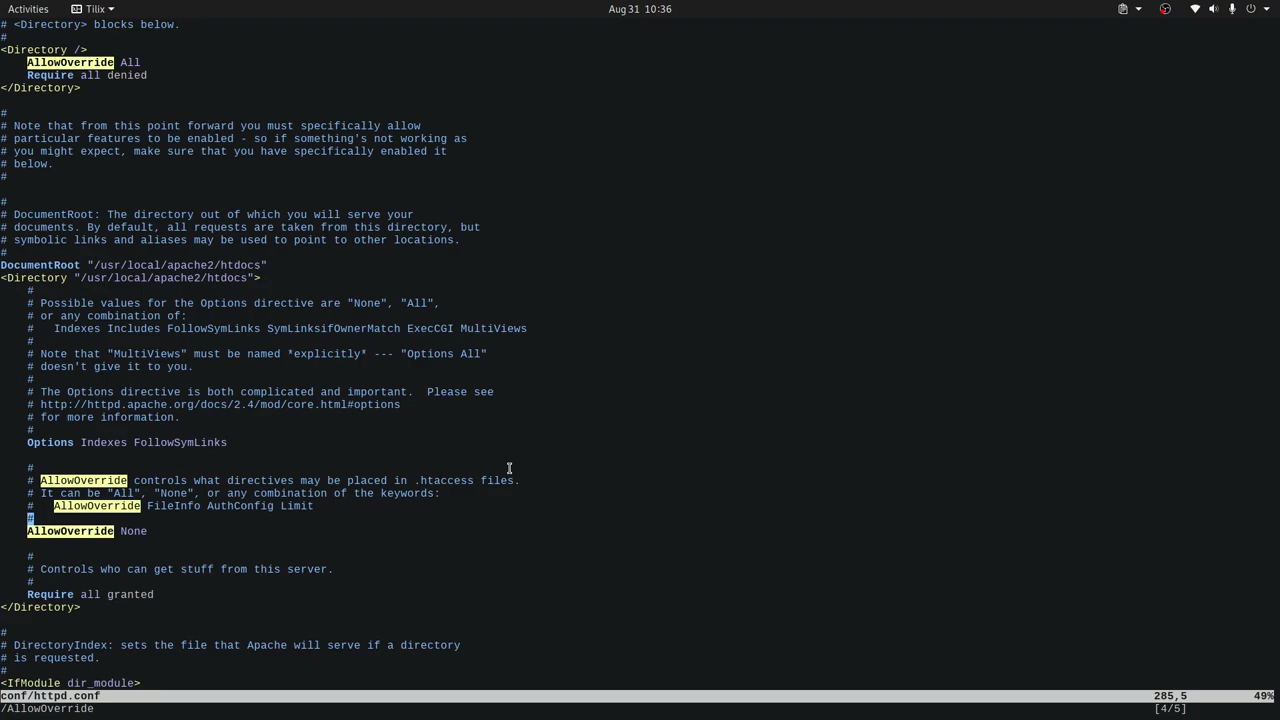 Activities
Tilix
Aug 31 10:36
# <Directory> blocks below.
#
<Directory />
    AllowOverride All
    Require all denied
</Directory>

#
# Note that from this point forward you must specifically allow
# particular features to be enabled - so if something's not working as
# you might expect, make sure that you have specifically enabled it
# below.
#

#
# DocumentRoot: The directory out of which you will serve your
# documents. By default, all requests are taken from this directory, but
# symbolic links and aliases may be used to point to other locations.
#
DocumentRoot "/usr/local/apache2/htdocs"
<Directory "/usr/local/apache2/htdocs">
    #
    # Possible values for the Options directive are "None", "All",
    # or any combination of:
    #   Indexes Includes FollowSymLinks SymLinksifOwnerMatch ExecCGI MultiViews
    #
    # Note that "MultiViews" must be named *explicitly* --- "Options All"
    # doesn't give it to you.
    #
    # The Options directive is both complicated and important.  Please see
    # http://httpd.apache.org/docs/2.4/mod/core.html#options
    # for more information.
    #
    Options Indexes FollowSymLinks

    #
    # AllowOverride controls what directives may be placed in .htaccess files.
    # It can be "All", "None", or any combination of the keywords:
    #   AllowOverride FileInfo AuthConfig Limit
    #
    AllowOverride None

    #
    # Controls who can get stuff from this server.
    #
    Require all granted
</Directory>

#
# DirectoryIndex: sets the file that Apache will serve if a directory
# is requested.
#
<IfModule dir_module>
conf/httpd.conf 285,5 49%
/AllowOverride [4/5]